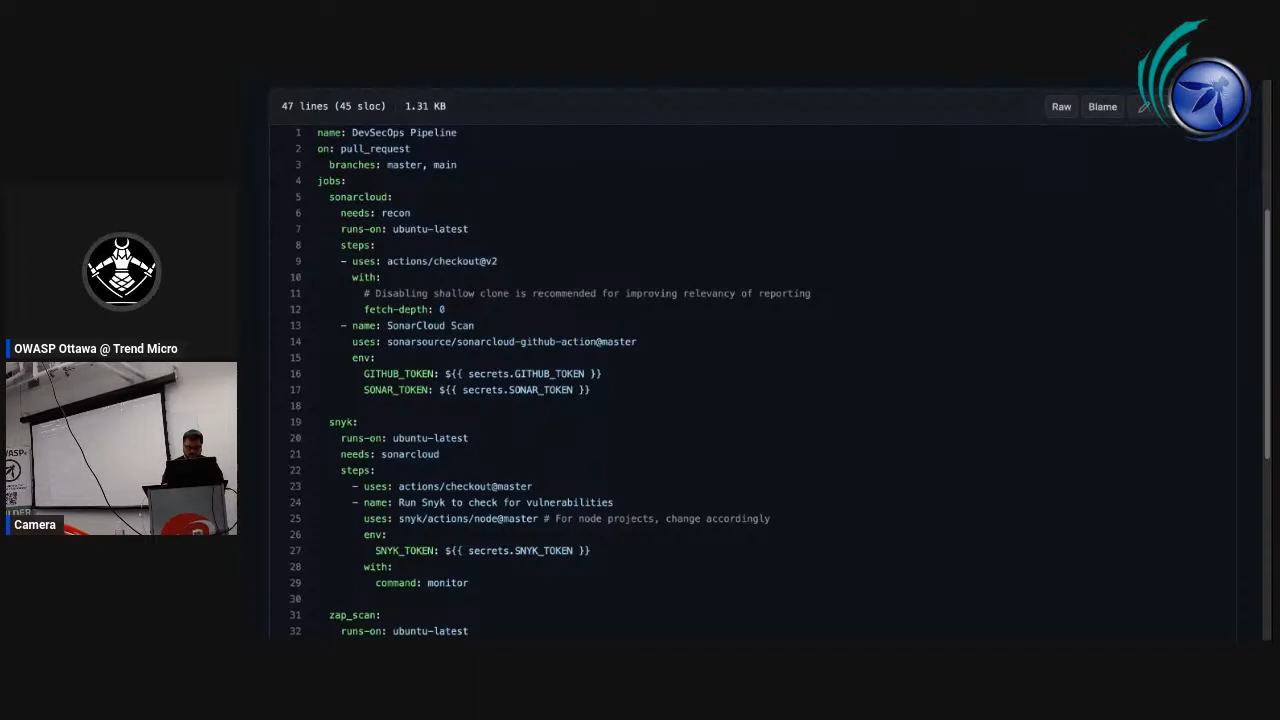 47 lines (45 sloc)
1.31 KB
Raw
Blame
1 name: DevSecOps Pipeline
2 on: pull_request
3 branches: master, main
4 jobs:
5 sonarcloud:
6 needs: recon
7 runs-on: ubuntu-latest
8 steps:
9 - uses: actions/checkout@v2
10 with:
11 # Disabling shallow clone is recommended for improving relevancy of reporting
12 fetch-depth: 0
13 - name: SonarCloud Scan
14 uses: sonarsource/sonarcloud-github-action@master
15 env:
16 GITHUB_TOKEN: ${{ secrets.GITHUB_TOKEN }}
17 SONAR_TOKEN: ${{ secrets.SONAR_TOKEN }}
18
19 snyk:
20 runs-on: ubuntu-latest
21 needs: sonarcloud
22 steps:
23 - uses: actions/checkout@master
24 - name: Run Snyk to check for vulnerabilities
25 uses: snyk/actions/node@master # For node projects, change accordingly
26 env:
27 SNYK_TOKEN: ${{ secrets.SNYK_TOKEN }}
28 with:
29 command: monitor
30
31 zap_scan:
32 runs-on: ubuntu-latest
OWASP Ottawa @ Trend Micro
Camera